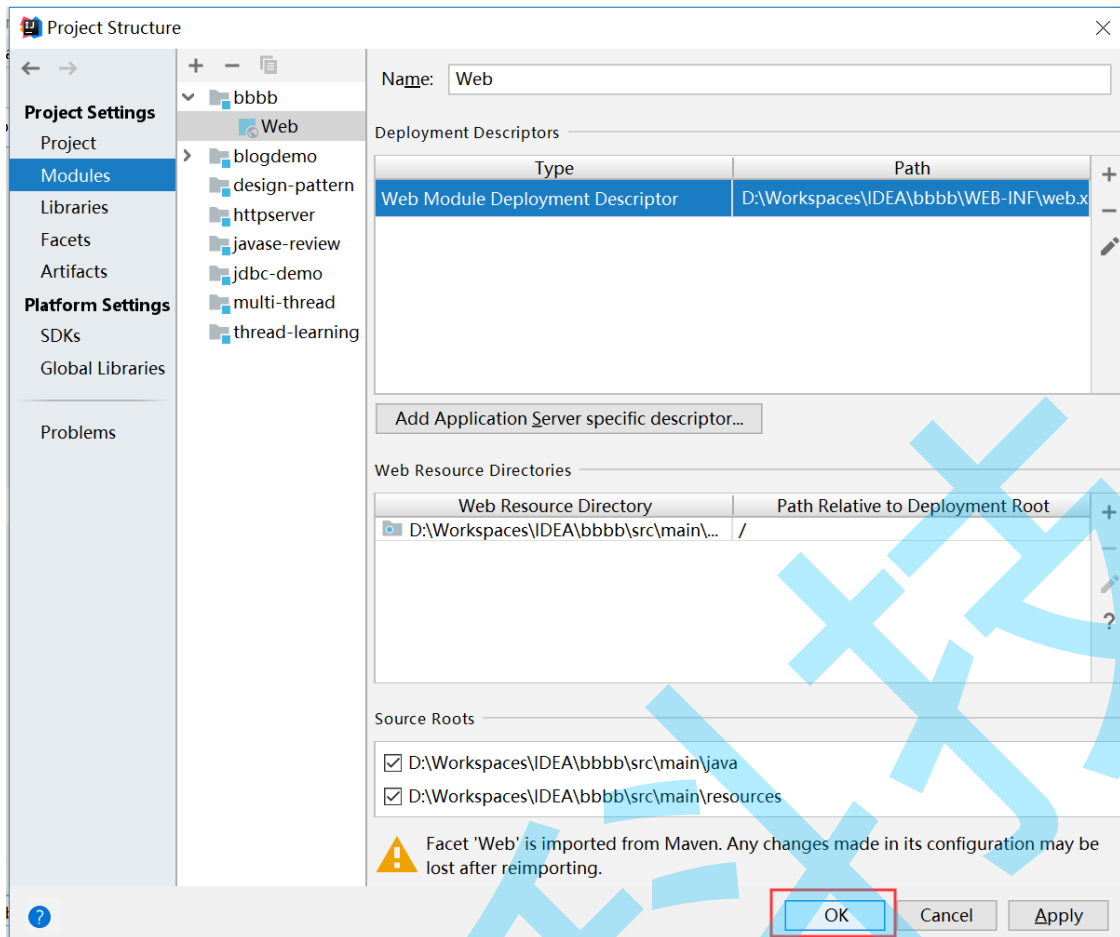 Project Structure
Project Settings
Project
Modules
Libraries
Facets
Artifacts
Platform Settings
SDKs
Global Libraries
Problems
bbbb
Web
blogdemo
design-pattern
httpserver
javase-review
jdbc-demo
multi-thread
thread-learning
Name: Web
Deployment Descriptors
Type Path
Web Module Deployment Descriptor D:\Workspaces\IDEA\bbbb\WEB-INF\web.x
Add Application Server specific descriptor...
Web Resource Directories
Web Resource Directory Path Relative to Deployment Root
D:\Workspaces\IDEA\bbbb\src\main\... /
Source Roots
D:\Workspaces\IDEA\bbbb\src\main\java
D:\Workspaces\IDEA\bbbb\src\main\resources
Facet 'Web' is imported from Maven. Any changes made in its configuration may be
lost after reimporting.
OK Cancel Apply